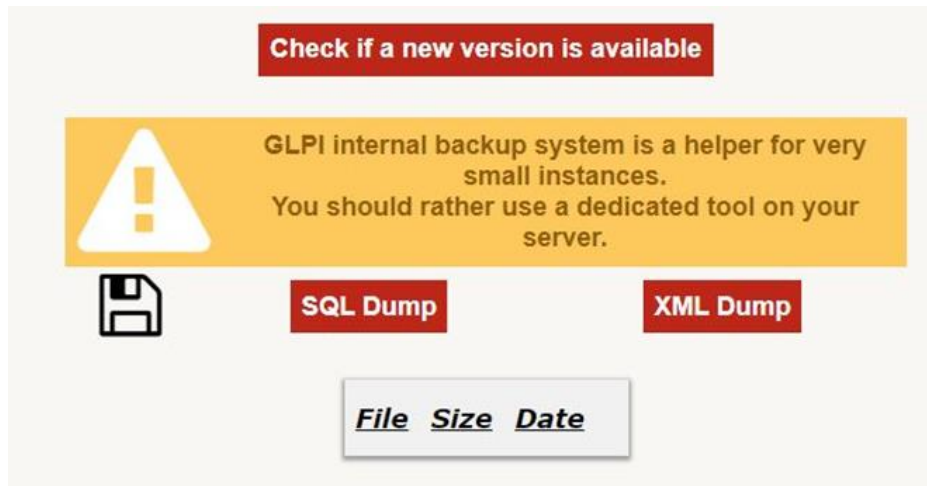 Check if a new version is available
GLPI internal backup system is a helper for very
small instances.
You should rather use a dedicated tool on your
server.
SQL Dump XML Dump
File Size Date